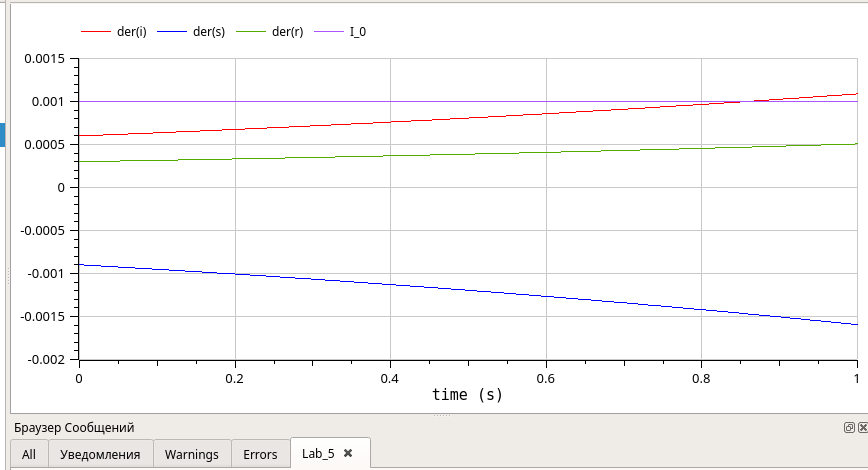 der(i) der(s) der(r) I_0
0.0015
0.001
0.0005
0
-0.0005
-0.001
-0.0015
-0.002
0 0.2 0.4 0.6 0.8 1
time (s)
Браузер Сообщений
All Уведомления Warnings Errors Lab_5